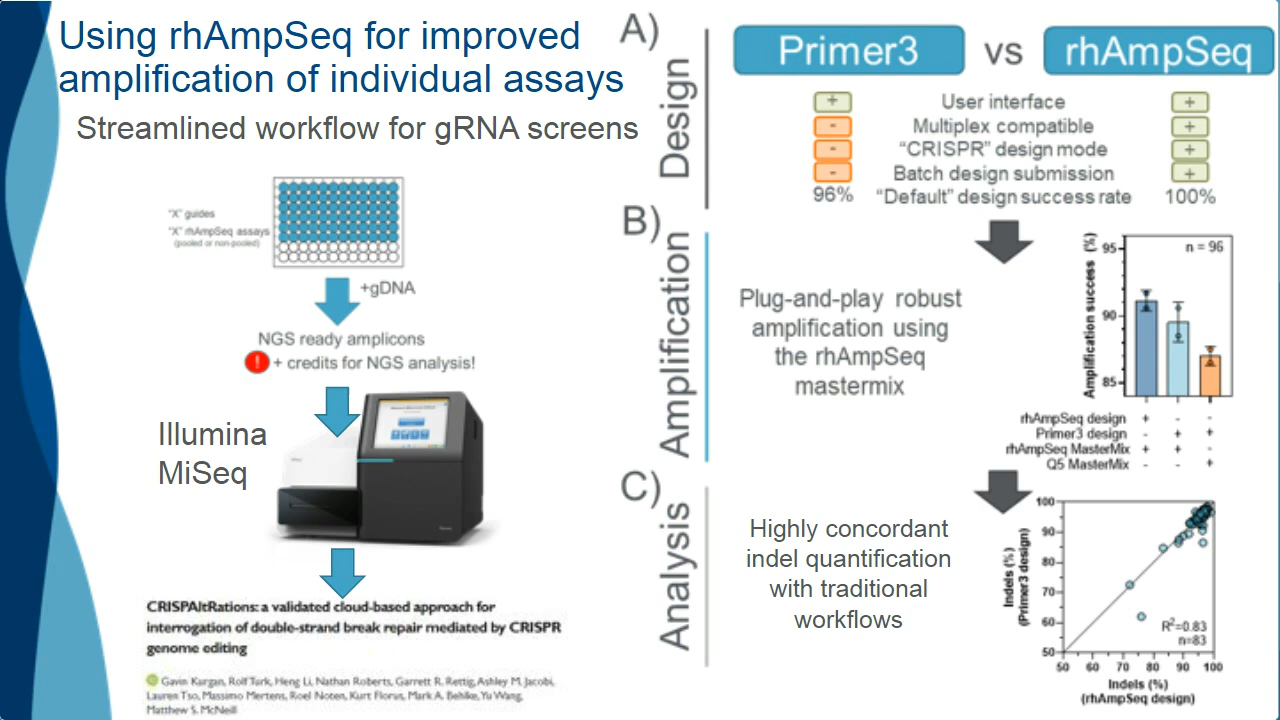 Using rhAmpSeq for improved
amplification of individual assays
Streamlined workflow for gRNA screens
"X" guides
"X" rhAmpSeq assays
(pooled or non-pooled)
+gDNA
NGS ready amplicons
! + credits for NGS analysis!
Illumina
MiSeq
CRISPAltRations: a validated cloud-based approach for
interrogation of double-strand break repair mediated by CRISPR
genome editing
Gavin Kurgan, Rolf Turk, Heng Li, Nathan Roberts, Garrett R. Rettig, Ashley M. Jacobi,
Lauren Tso, Massimo Mertens, Roel Noten, Kurt Florus, Mark A. Behlke, Yu Wang,
Matthew S. McNeill
A)
Design
Primer3 vs rhAmpSeq
+ User interface +
- Multiplex compatible +
- “CRISPR” design mode +
- Batch design submission +
96% “Default” design success rate 100%
B)
Amplification
Plug-and-play robust
amplification using
the rhAmpSeq
mastermix
Amplification success (%)
95
90
85
n = 96
rhAmpSeq design + - -
Primer3 design - + +
rhAmpSeq MasterMix + + -
Q5 MasterMix - - +
C)
Analysis
Highly concordant
indel quantification
with traditional
workflows
Indels (%)
(Primer3 design)
100
90
80
70
60
50
R²=0.83
n=83
50 60 70 80 90 100
Indels (%)
(rhAmpSeq design)